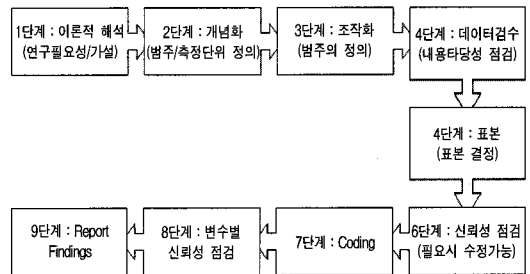 1단계 : 이론적 해석
(연구필요성/가설)
2단계 : 개념화
(범주/측정단위 정의)
3단계 : 조작화
(범주의 정의)
4단계 : 데이터검수
(내용타당성 점검)
4단계 : 표본
(표본 결정)
6단계 : 신뢰성 점검
(필요시 수정가능)
7단계 : Coding
8단계 : 변수별
신뢰성 점검
9단계 : Report
Findings